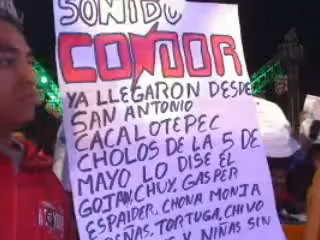 SONIDO
CONDOR
YA LLEGARON DESDE
SAN ANTONIO
CACALOTEPEC
CHOLOS DE LA 5 DE
MAYO LO DISE EL
GOJAN, CHUY, GASPER
ESPAIDER, CHONA MONJA
TORTUGA, CHIVO
Y NIÑAS SIN